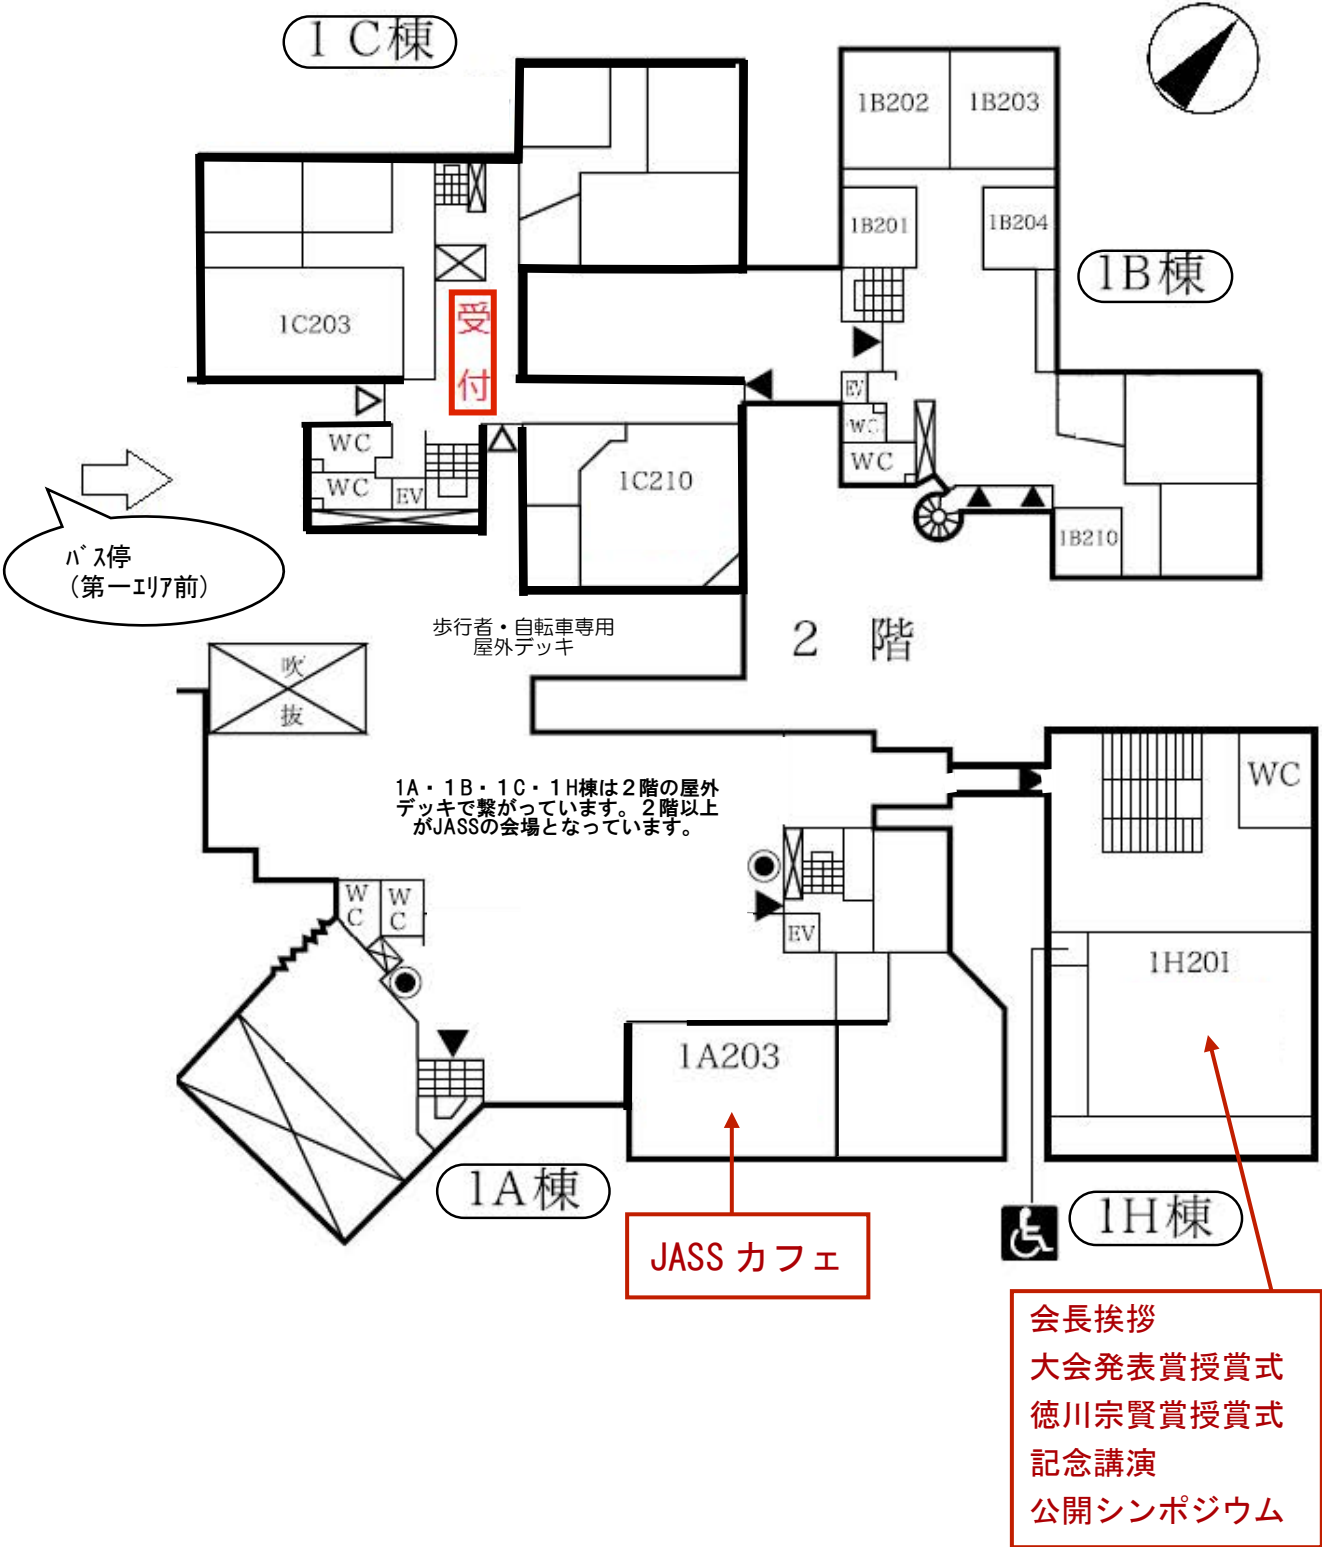 1C棟
1B202
1B203
1B201
1B204
1B棟
1C203
受
付
WC
WC
EV
1C210
EV
WC
WC
1B210
バス停
(第一エリア前)
歩行者・自転車専用
屋外デッキ
2 階
吹
抜
1A・1B・1C・1H棟は2階の屋外
デッキで繋がっています。2階以上
がJASSの会場となっています。
WC
W
C
W
C
EV
1H201
1A203
1A棟
1H棟
JASS カフェ
会長挨拶
大会発表賞授賞式
徳川宗賢賞授賞式
記念講演
公開シンポジウム